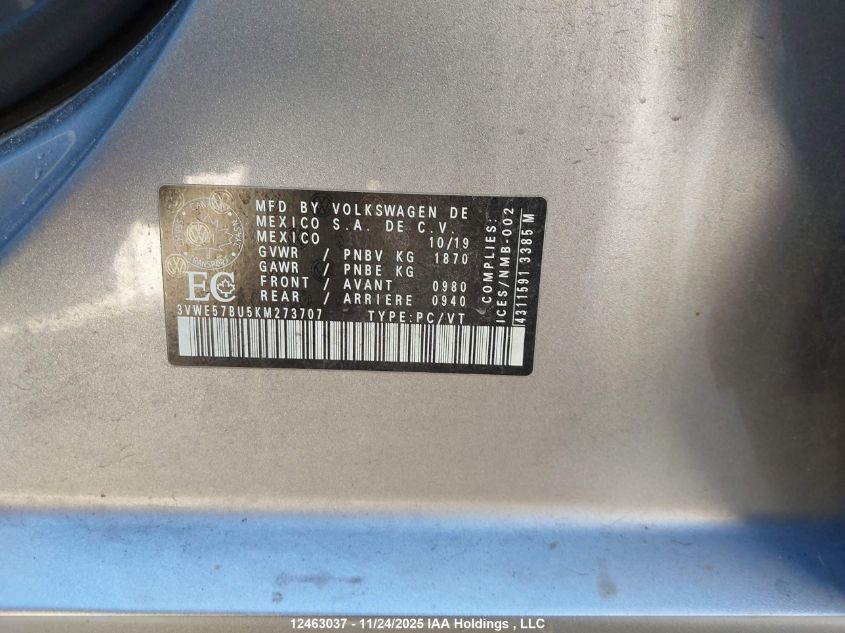 MFD BY VOLKSWAGEN DE
MEXICO S.A. DE C.V.
MEXICO 10/19
GVWR / PNBV KG 1870
GAWR / PNBE KG
FRONT / AVANT 0980
REAR / ARRIERE 0940
EC
3VWE57BU5KM273707 TYPE:PC/VT
COMPLIES:
ICES/NMB-002
4311591 3385 M
CANADA
TRANSPORT
12463037 - 11/24/2025 IAA Holdings , LLC